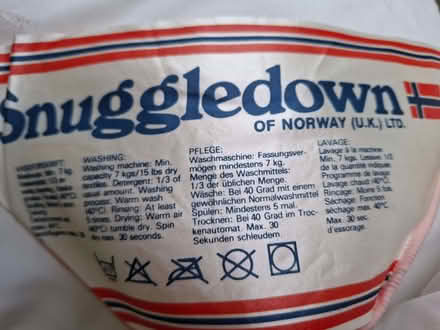 Snuggledown
OF NORWAY (U.K.) LTD.
WASHING:
Washing machine: Min.
capacity 7 kgs/15 lbs dry
textiles. Detergent: 1/3 of
amount. Washing
Warm wash
(40°C) Rinsing: At least
5 times. Drying: Warm air
(40°C) tumble dry. Spin
max. 30 seconds.
PFLEGE:
Waschmaschine: Fassungsver-
mögen mindestens 7 kg.
Menge des Waschmittels:
1/3 der üblichen Menge.
Wäsche: Bei 40 Grad mit einem
gewöhnlichen Normalwaschmittel
Spülen: Mindestens 5 mal.
Trocknen: Bei 40 Grad im Troc-
kenautomat. Max. 30
Sekunden schleudern
LAVAGE:
Lavage à la machine
Min. 7 kgs. Lessive: 1/3
de la quantité indiquée
Programme de lavage
Lavage chaud (40°C)
Rinçage: Moins 5 fois.
Séchage: Fonction
séchage max. 40°C
Max. 30 sec.
d'essorage.